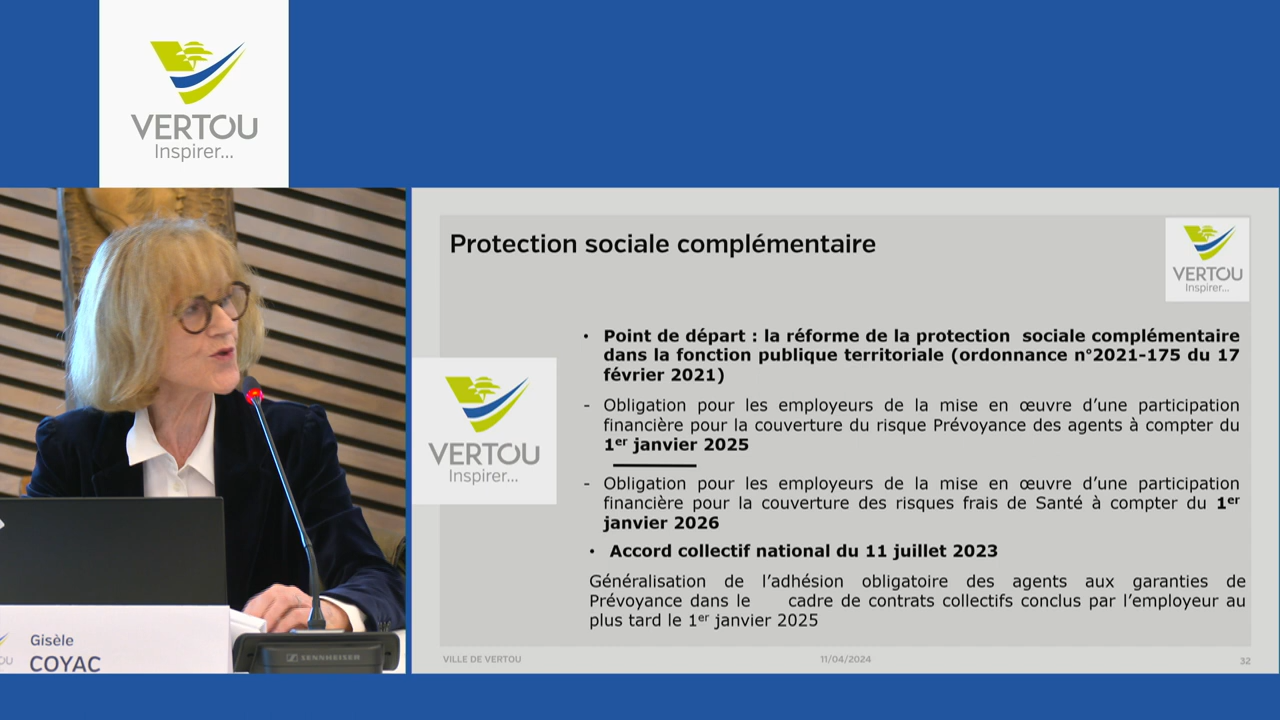 VERTOU
Inspirer...
Protection sociale complémentaire
VERTOU
Inspirer...
• Point de départ : la réforme de la protection sociale complémentaire
dans la fonction publique territoriale (ordonnance n°2021-175 du 17
février 2021)
- Obligation pour les employeurs de la mise en œuvre d'une participation
financière pour la couverture du risque Prévoyance des agents à compter du
1er janvier 2025
VERTOU
Inspirer...
- Obligation pour les employeurs de la mise en œuvre d'une participation
financière pour la couverture des risques frais de Santé à compter du 1er
janvier 2026
• Accord collectif national du 11 juillet 2023
Généralisation de l'adhésion obligatoire des agents aux garanties de
Prévoyance dans le cadre de contrats collectifs conclus par l'employeur au
plus tard le 1er janvier 2025
VILLE DE VERTOU 11/04/2024 32
Gisèle
COYAC
OU
SENNHEISER